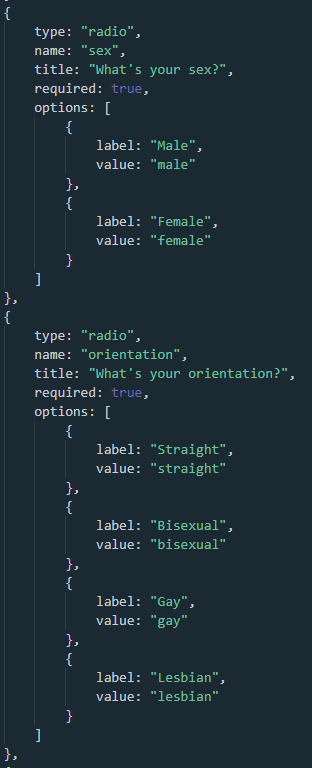 {
    type: "radio",
    name: "sex",
    title: "What's your sex?",
    required: true,
    options: [
        {
            label: "Male",
            value: "male"
        },
        {
            label: "Female",
            value: "female"
        }
    ]
},
{
    type: "radio",
    name: "orientation",
    title: "What's your orientation?",
    required: true,
    options: [
        {
            label: "Straight",
            value: "straight"
        },
        {
            label: "Bisexual",
            value: "bisexual"
        },
        {
            label: "Gay",
            value: "gay"
        },
        {
            label: "Lesbian",
            value: "lesbian"
        }
    ]
},